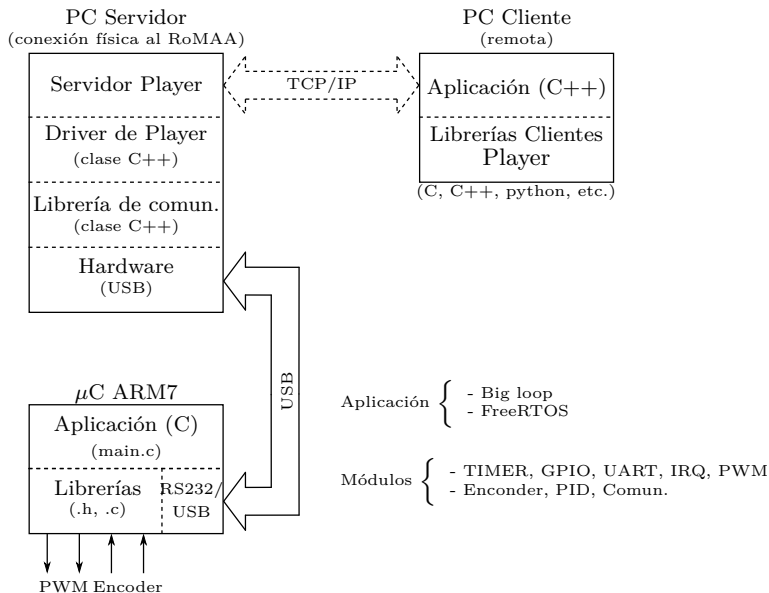 PC Servidor
(conexión física al RoMAA)
Servidor Player
Driver de Player
(clase C++)
Librería de comun.
(clase C++)
Hardware
(USB)
TCP/IP
PC Cliente
(remota)
Aplicación (C++)
Librerías Clientes
Player
(C, C++, python, etc.)
USB
μC ARM7
Aplicación (C)
(main.c)
Librerías
(.h, .c)
RS232/
USB
PWM Encoder
Aplicación
- Big loop
- FreeRTOS
Módulos
- TIMER, GPIO, UART, IRQ, PWM
- Enconder, PID, Comun.